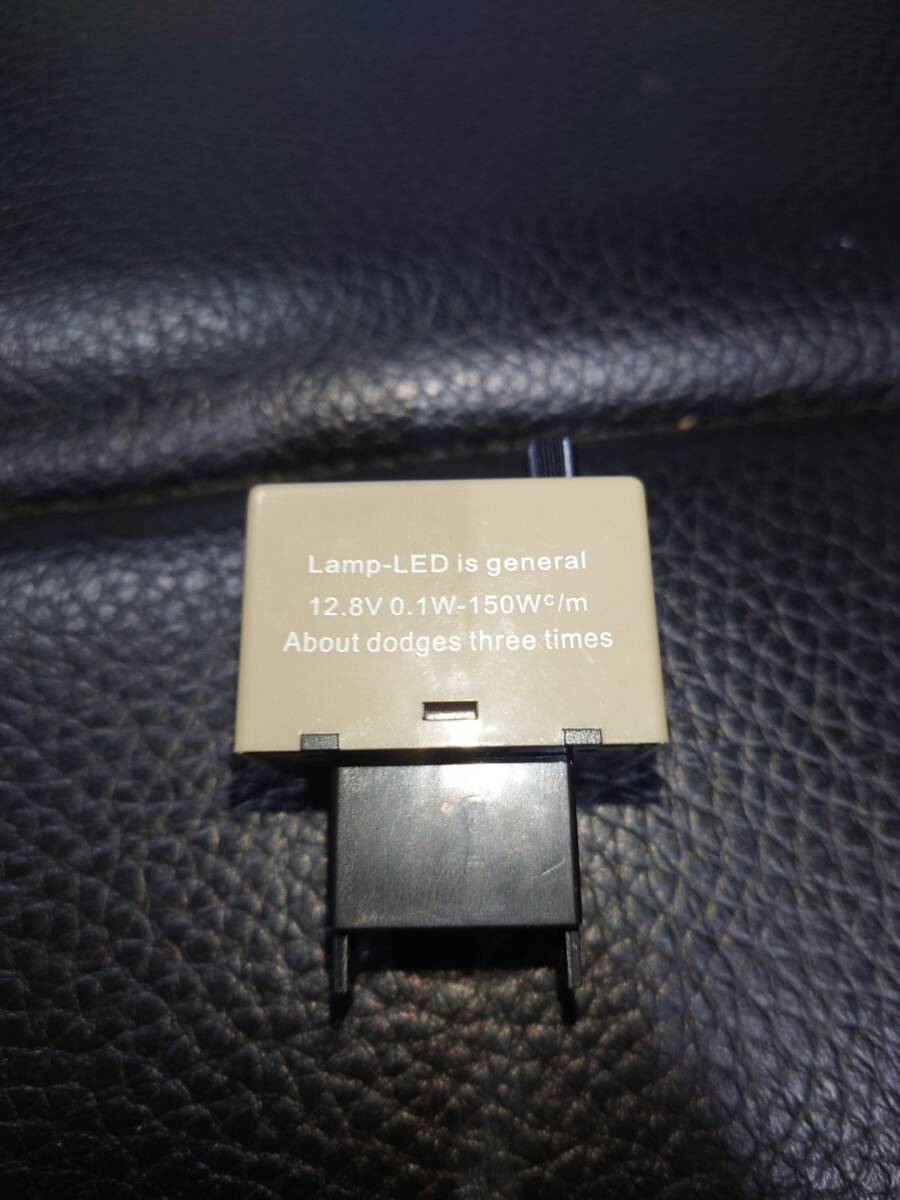 Lamp-LED is general
12.8V 0.1W-150Wᶜ/m
About dodges three times